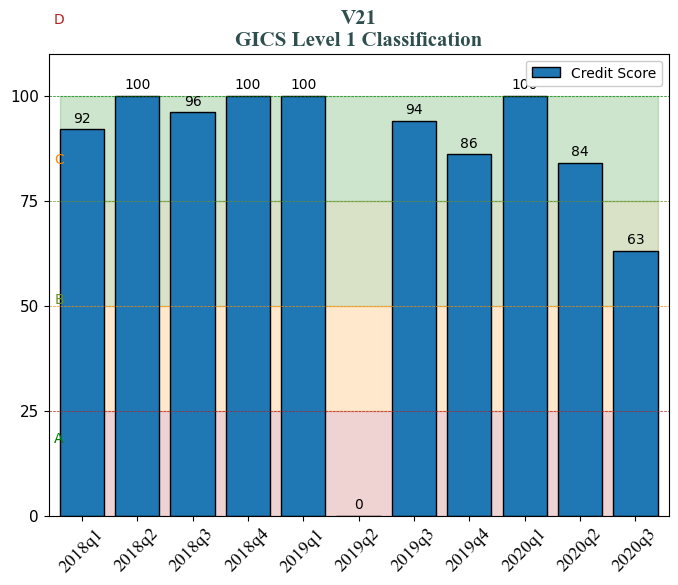 D
V21
GICS Level 1 Classification
Credit Score
100
75
50
25
0
C
B
A
92
100
96
100
100
0
94
86
100
84
63
2018q1
2018q2
2018q3
2018q4
2019q1
2019q2
2019q3
2019q4
2020q1
2020q2
2020q3